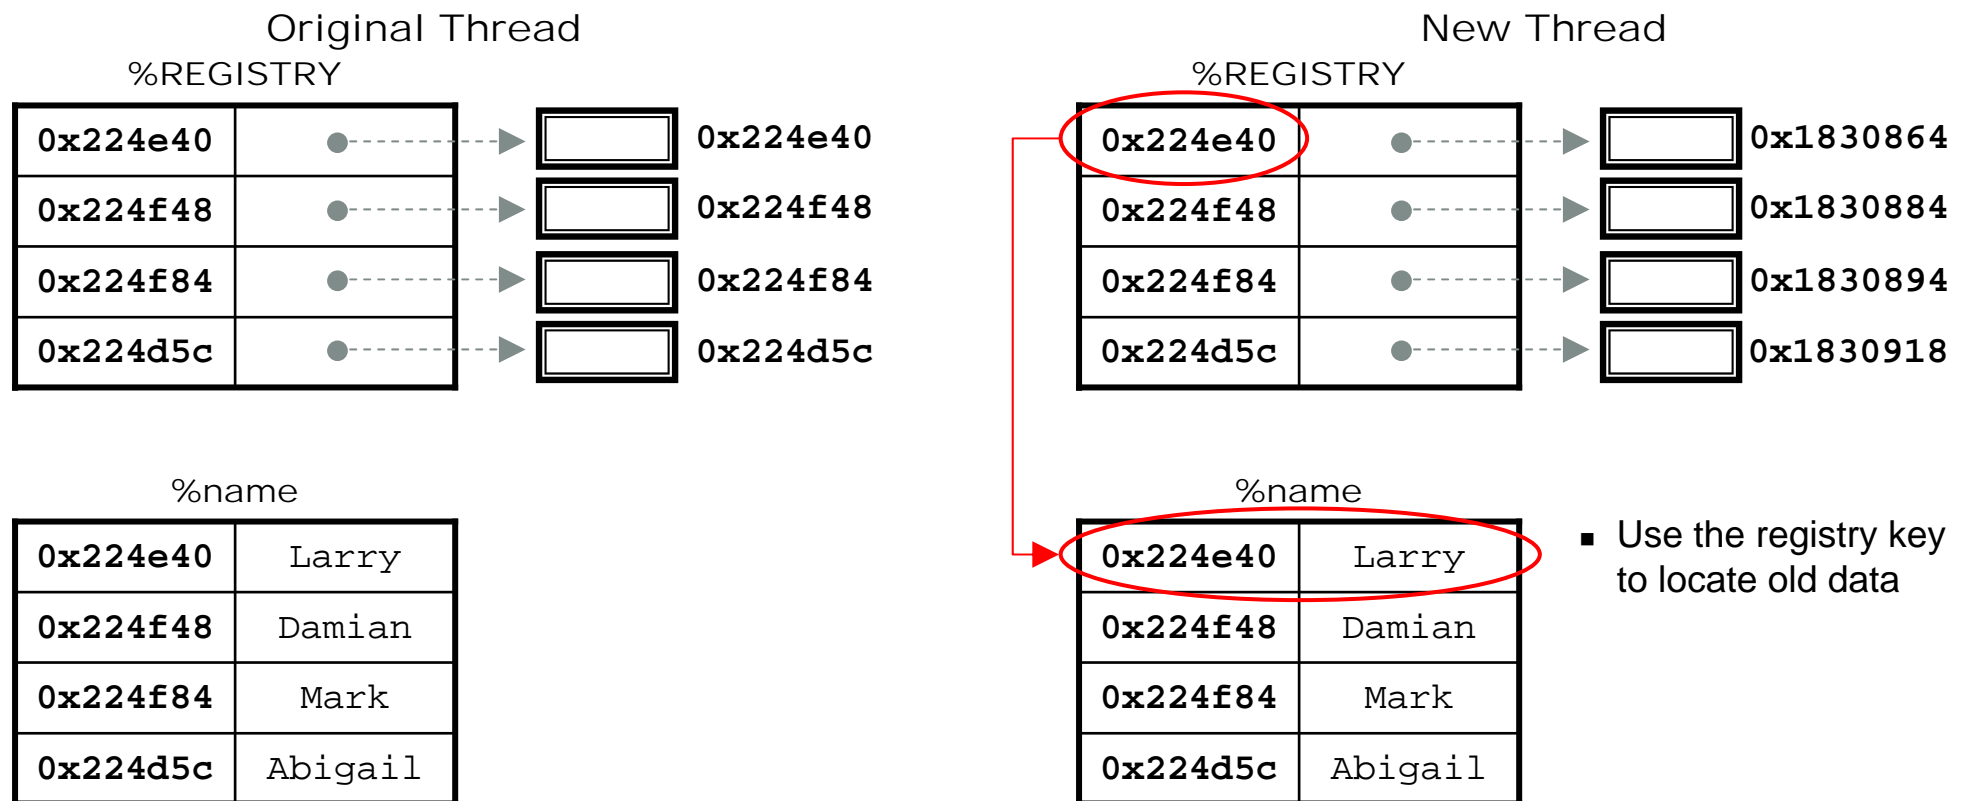 Original Thread
%REGISTRY
0x224e40 0x224e40
0x224f48 0x224f48
0x224f84 0x224f84
0x224d5c 0x224d5c
%name
0x224e40 Larry
0x224f48 Damian
0x224f84 Mark
0x224d5c Abigail
New Thread
%REGISTRY
0x224e40 0x1830864
0x224f48 0x1830884
0x224f84 0x1830894
0x224d5c 0x1830918
%name
0x224e40 Larry
0x224f48 Damian
0x224f84 Mark
0x224d5c Abigail
▪ Use the registry key
to locate old data